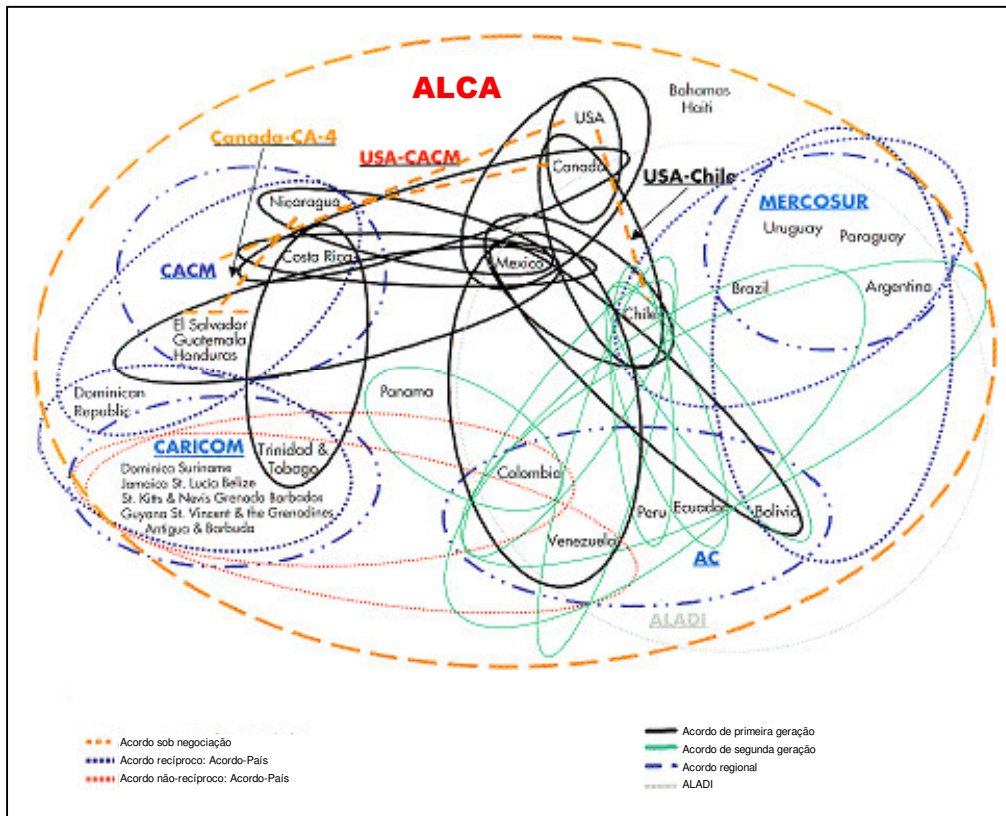 ALCA
Bahamas
Haiti
USA
Canada-CA-4
USA-CACM
Canada
USA-Chile
Nicaragua
MERCOSUR
Uruguay
Paraguay
CACM
Costa Rica
Mexico
Brazil
Argentina
Chile
El Salvador
Guatemala
Honduras
Dominican
Republic
Panama
CARICOM
Trinidad &
Tobago
Dominica Suriname
Jamaica St. Lucia Belize
St. Kitts & Nevis Grenada Barbados
Guyana St. Vincent & the Grenadines
Antigua & Barbuda
Colombia
Peru
Ecuador
Bolivia
Venezuela
AC
ALADI
Acordo sob negociação
Acordo recíproco: Acordo-País
Acordo não-recíproco: Acordo-País
Acordo de primeira geração
Acordo de segunda geração
Acordo regional
ALADI